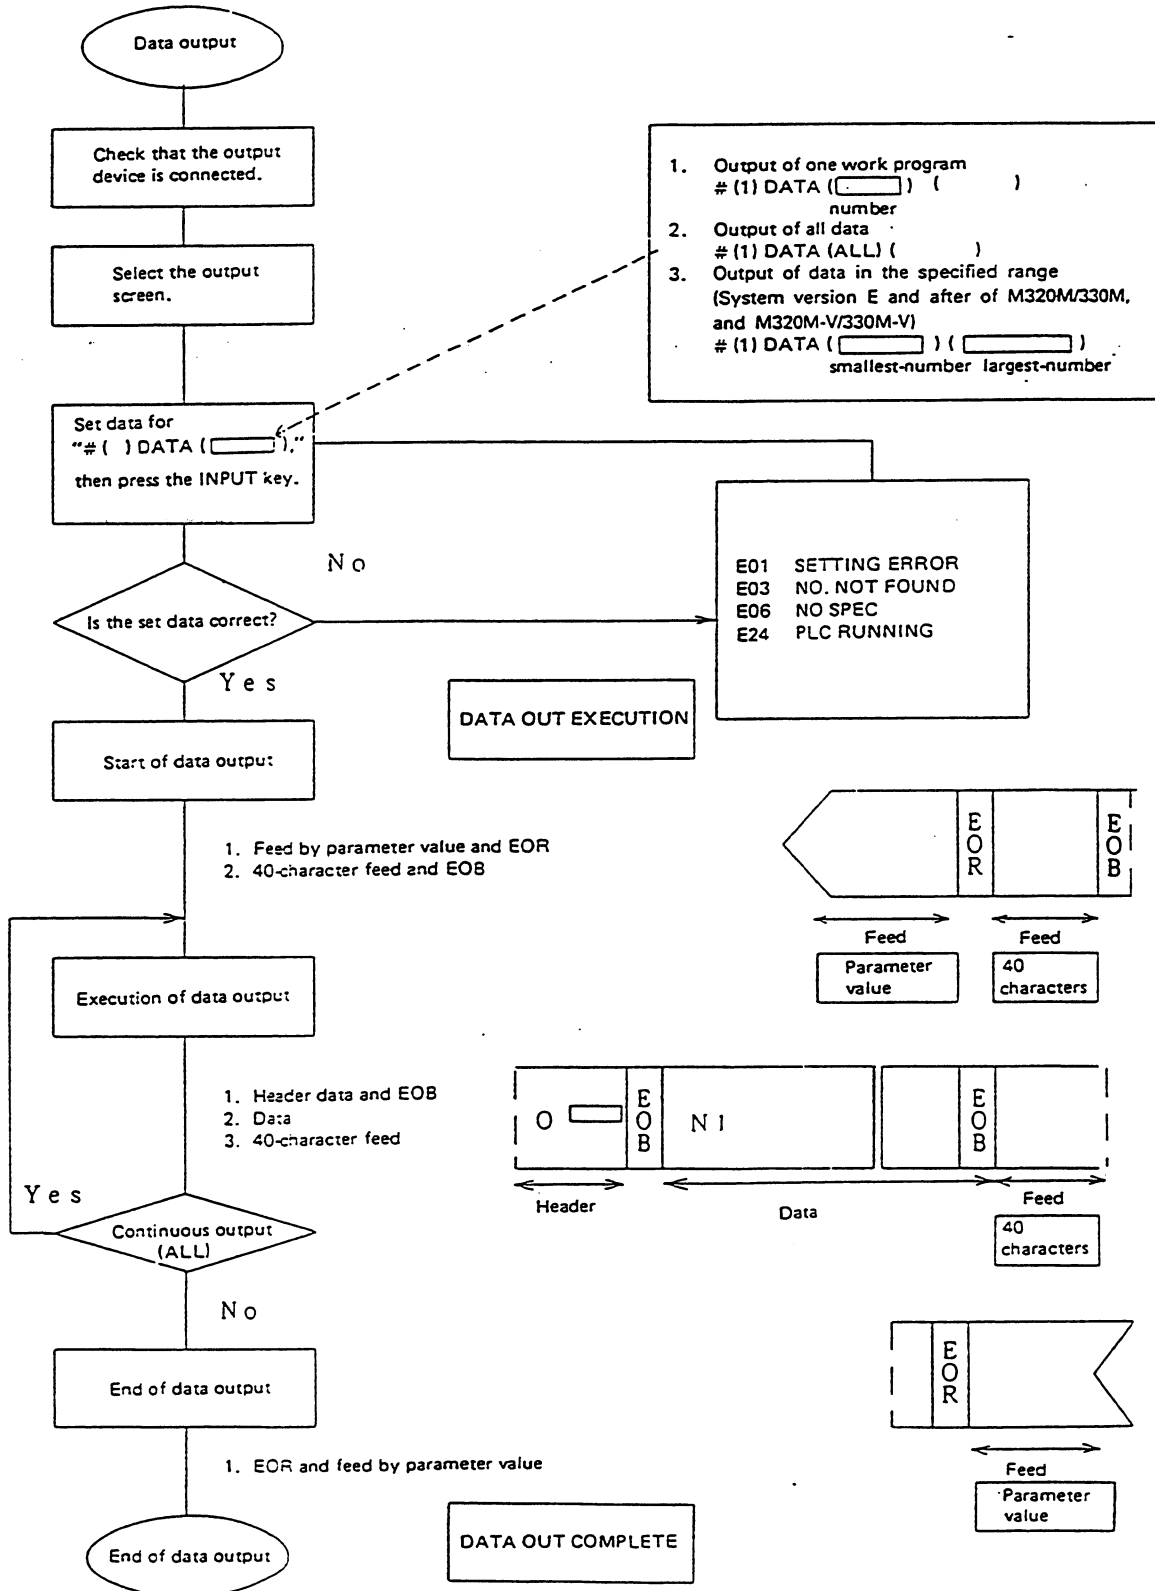 Data output
Check that the output
device is connected.
1. Output of one work program
# (1) DATA ( ) ( )
number
2. Output of all data
# (1) DATA (ALL) ( )
3. Output of data in the specified range
(System version E and after of M320M/330M,
and M320M-V/330M-V)
# (1) DATA ( ) ( )
smallest-number largest-number
Select the output
screen.
Set data for
"# ( ) DATA ( ),"
then press the INPUT key.
No
E01 SETTING ERROR
E03 NO. NOT FOUND
E06 NO SPEC
E24 PLC RUNNING
Is the set data correct?
Yes
DATA OUT EXECUTION
Start of data output
1. Feed by parameter value and EOR
2. 40-character feed and EOB
EOR
EOB
Feed
Feed
Parameter
value
40
characters
Execution of data output
1. Header data and EOB
2. Data
3. 40-character feed
O
EOB
N1
EOB
Header
Data
Feed
40
characters
Yes
Continuous output
(ALL)
No
EOR
Feed
Parameter
value
End of data output
1. EOR and feed by parameter value
DATA OUT COMPLETE
End of data output